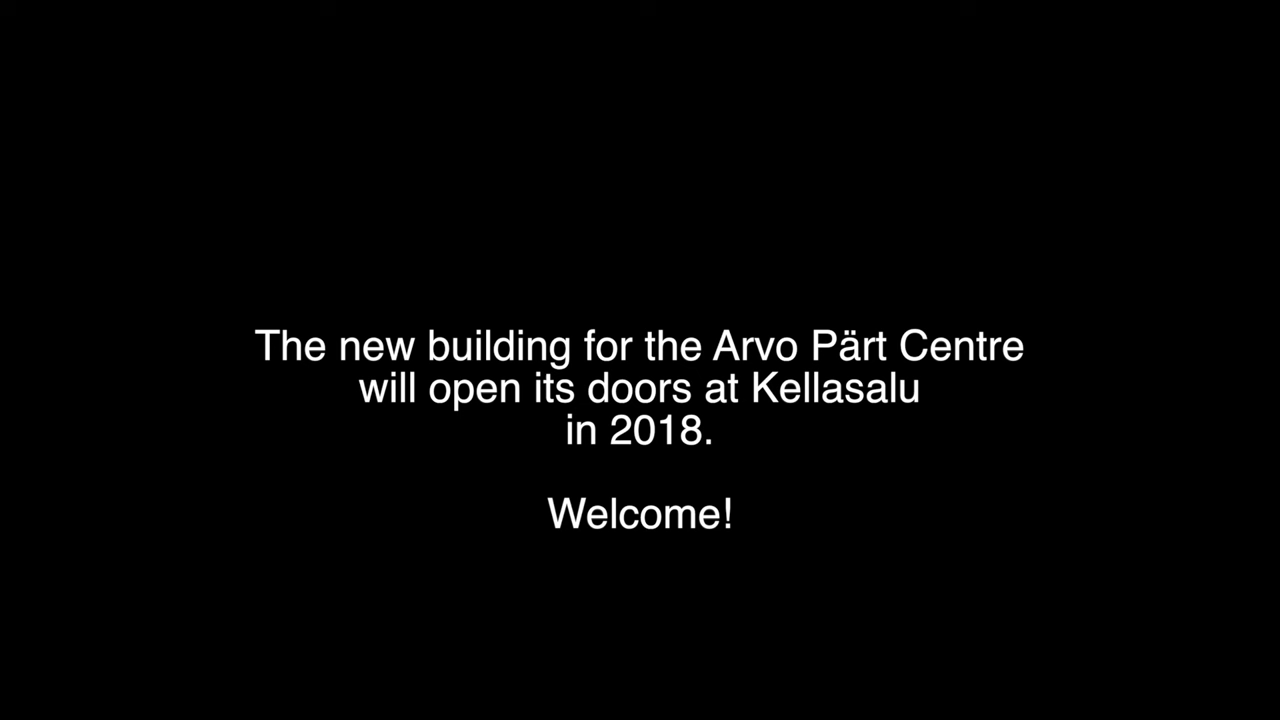 The new building for the Arvo Pärt Centre
will open its doors at Kellasalu
in 2018.
Welcome!